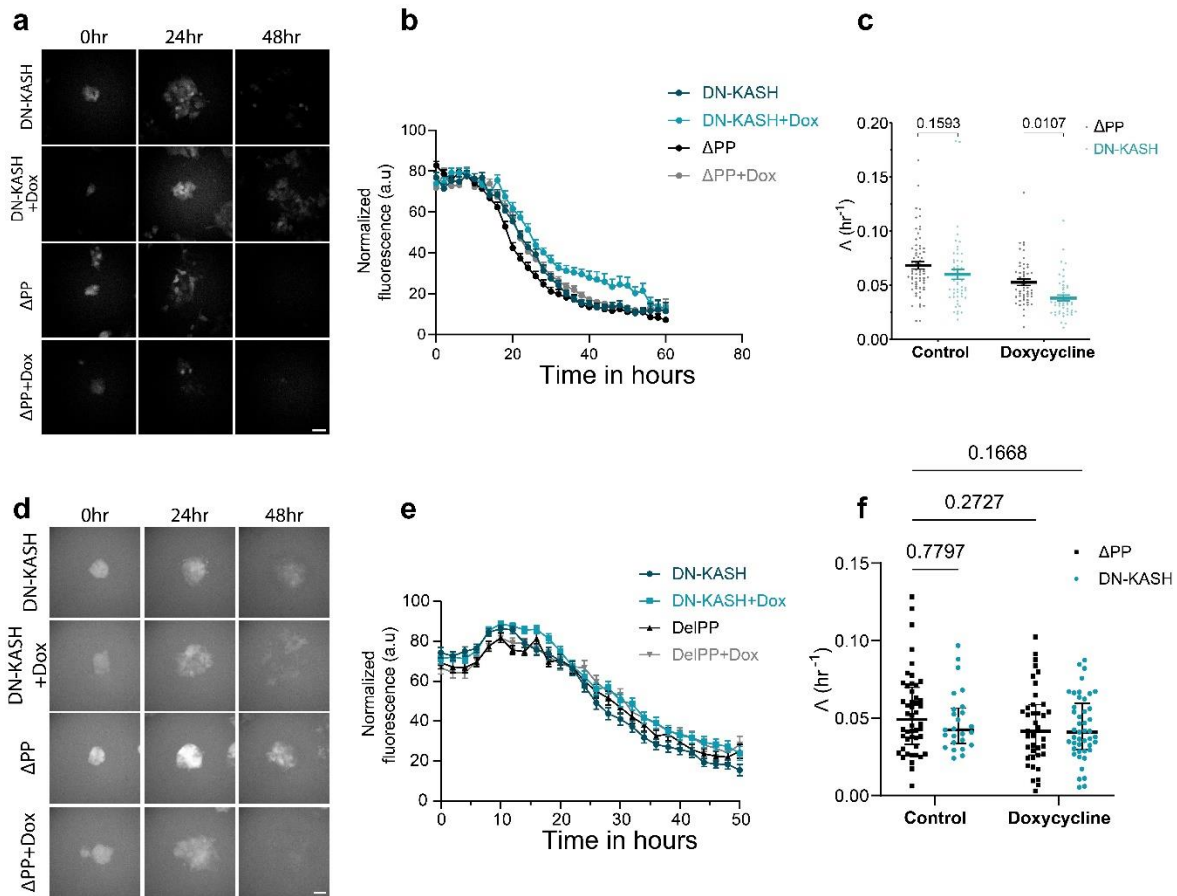 a
0hr 24hr 48hr
DN-KASH
DN-KASH
+Dox
ΔPP
ΔPP+Dox
b
DN-KASH
DN-KASH+Dox
ΔPP
ΔPP+Dox
Normalized
fluorescence (a.u)
100
80
60
40
20
0
0 20 40 60 80
Time in hours
c
0.1593 0.0107
ΔPP
DN-KASH
Λ (hr-1)
0.20
0.15
0.10
0.05
0.00
Control Doxycycline
d
0hr 24hr 48hr
DN-KASH
DN-KASH
+Dox
ΔPP
ΔPP+Dox
e
DN-KASH
DN-KASH+Dox
DelPP
DelPP+Dox
Normalized
fluorescence (a.u)
100
80
60
40
20
0
0 10 20 30 40 50
Time in hours
f
0.1668
0.2727
0.7797
ΔPP
DN-KASH
Λ (hr-1)
0.15
0.10
0.05
0.00
Control Doxycycline